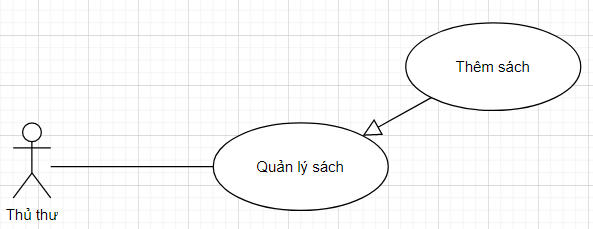 Thêm sách
Quản lý sách
Thủ thư